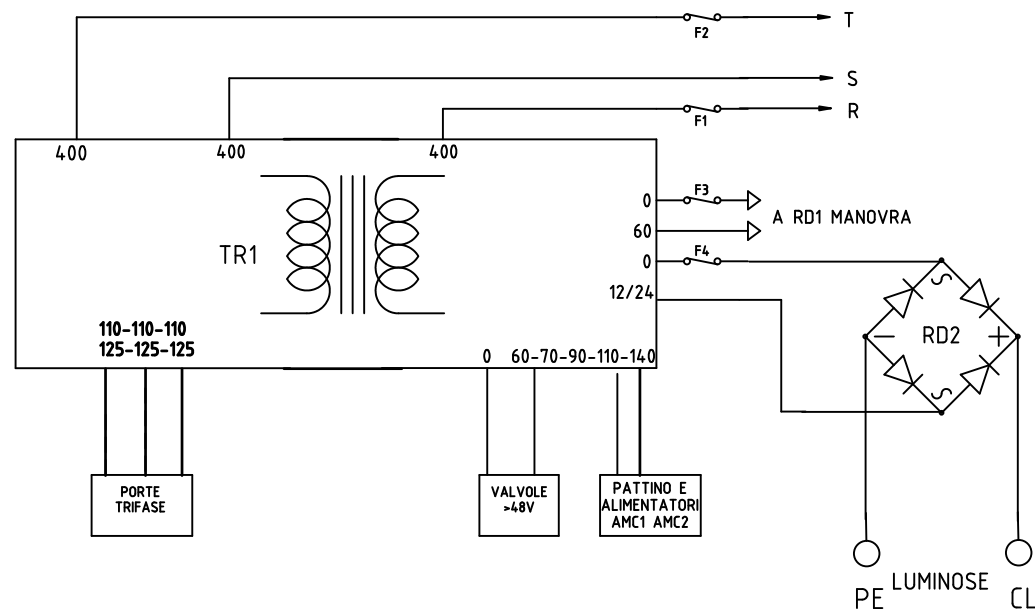 T
F2
S
R
F1
400 400 400
0 F3
A RD1 MANOVRA
60
0 F4
TR1
12/24
RD2
110-110-110
125-125-125
0 60-70-90-110-140
PORTE
TRIFASE
VALVOLE
>48V
PATTINO E
ALIMENTATORI
AMC1 AMC2
LUMINOSE
PE CL